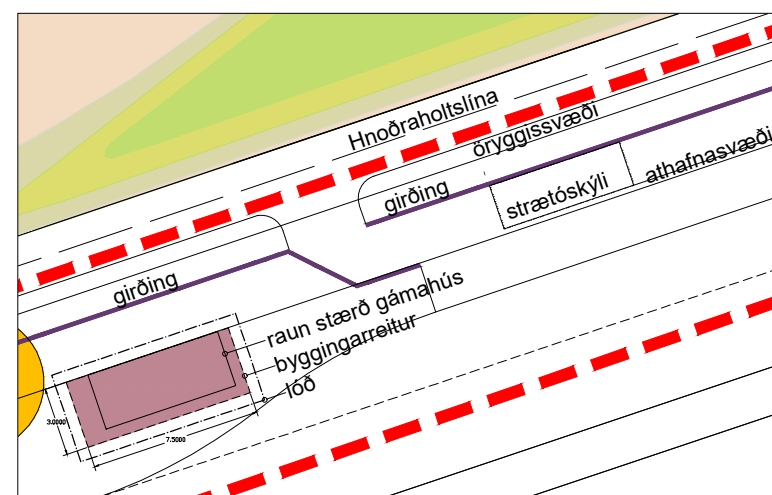 Hnoðraholtslína
öryggissvæði
girðing
strætóskýli
athafnasvæði
girðing
raun stærð gámahús
byggingarreitur
lóð
3.0000
7.5000